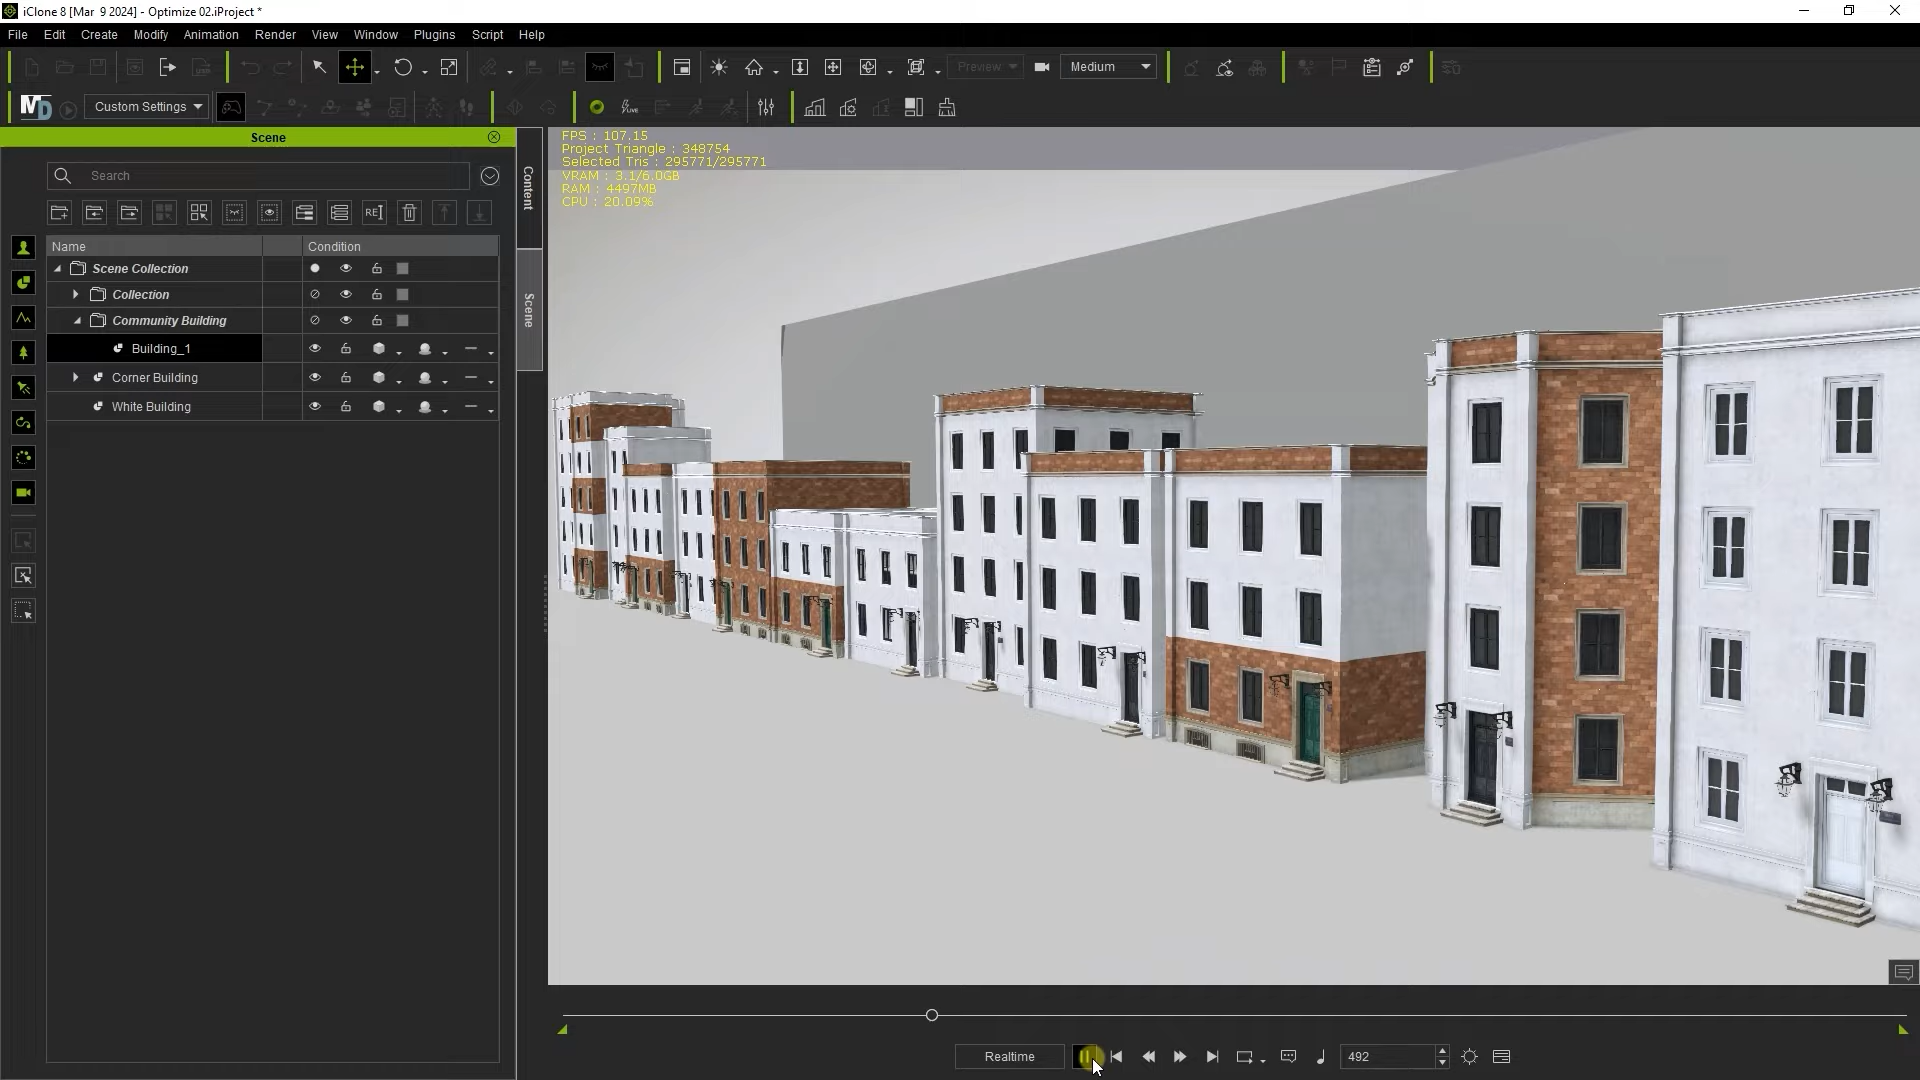 iClone 8 [Mar  9 2024] - Optimize 02.iProject *
File Edit Create Modify Animation Render View Window Plugins Script Help
Preview Medium
MD Custom Settings LIVE
Scene
Search
REI
Name Condition
Scene Collection
Collection
Community Building
Building_1
Corner Building
White Building
Content
Scene
FPS : 107.15
Project Triangle : 348754
Selected Tris : 295771/295771
VRAM : 3.1/6.0GB
RAM : 4497MB
CPU : 20.09%
Realtime 492